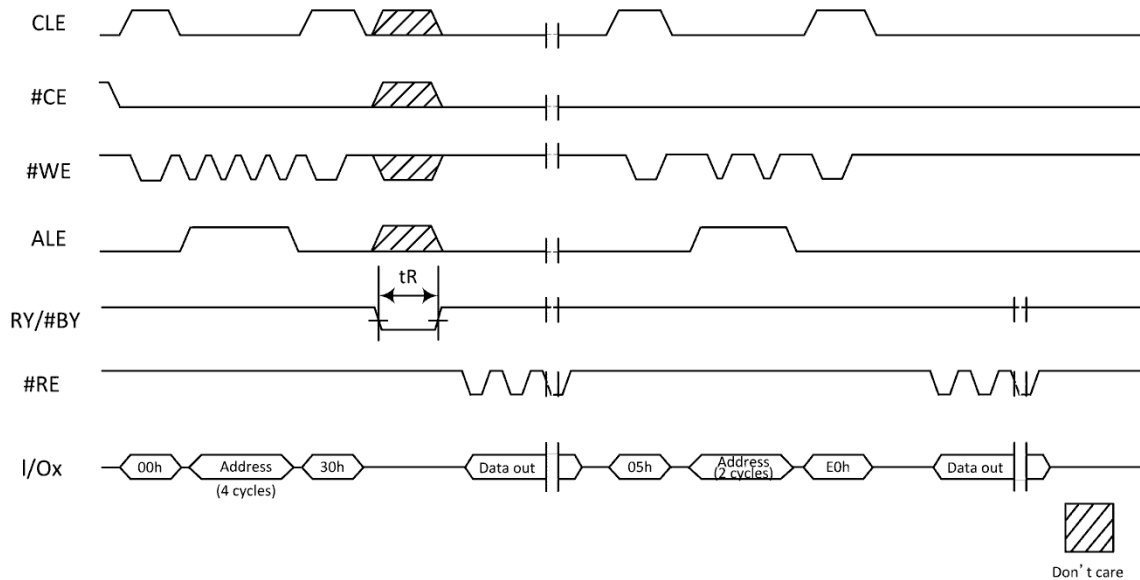 CLE
#CE
#WE
ALE
tR
RY/#BY
#RE
I/Ox
00h
Address
(4 cycles)
30h
Data out
05h
Address
(2 cycles)
E0h
Data out
Don't care